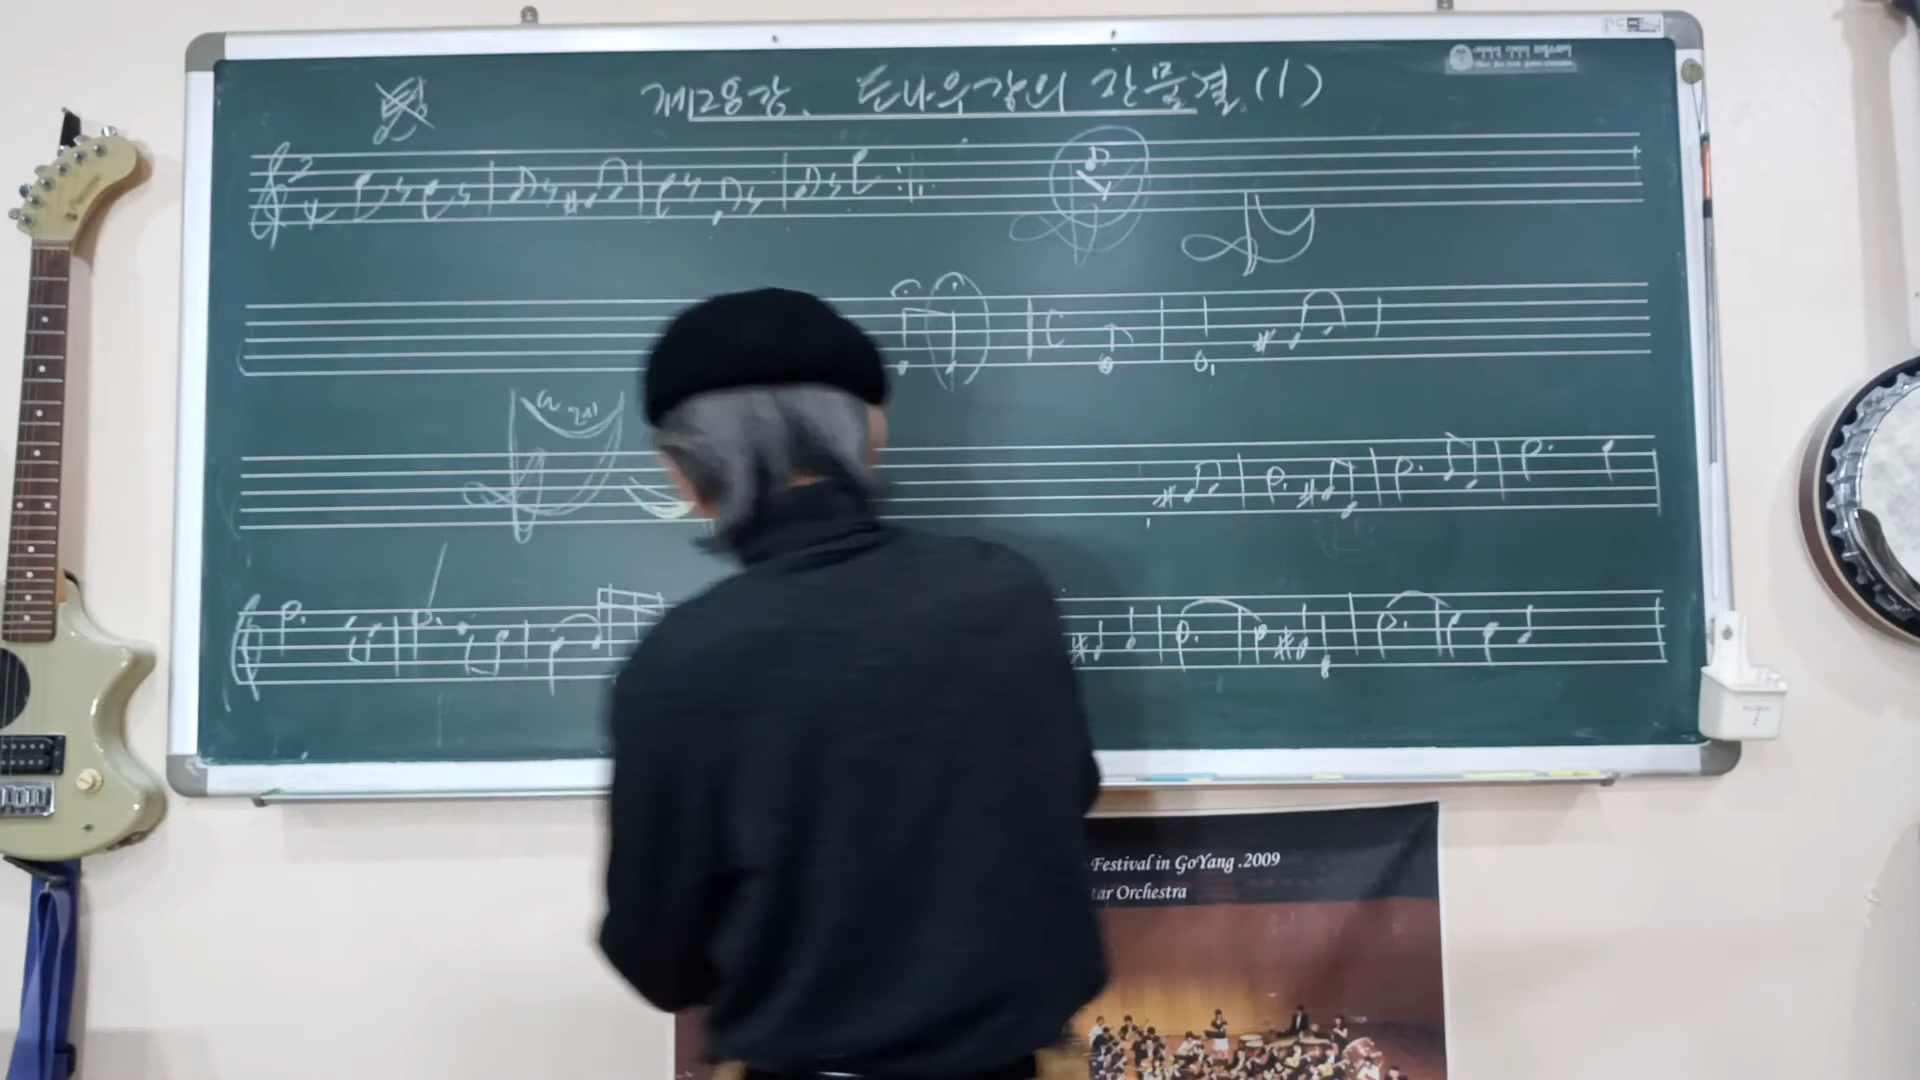 제28강. 도나우강의 잔물결 (1)
Festival in GoYang .2009
tar Orchestra